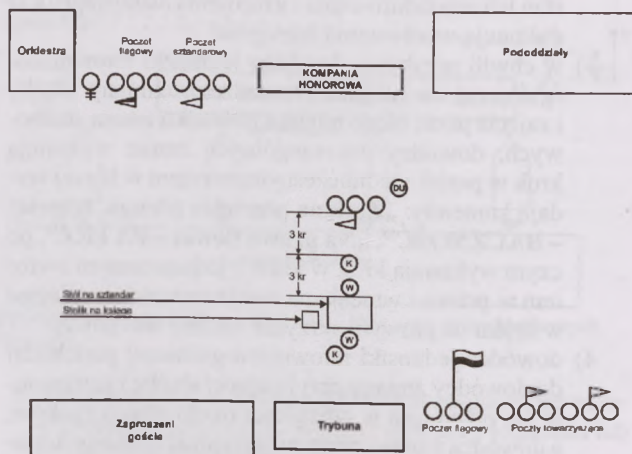 Orkiestra
Poczet
flagowy
Poczet
sztandarowy
KOMPANIA
HONOROWA
Pododdziały
DU
3 kr
K
3 kr
W
Stół na sztandar
Stolik na księgę
W
K
Zaproszeni
goście
Trybuna
Poczet flagowy
Poczty towarzyszące